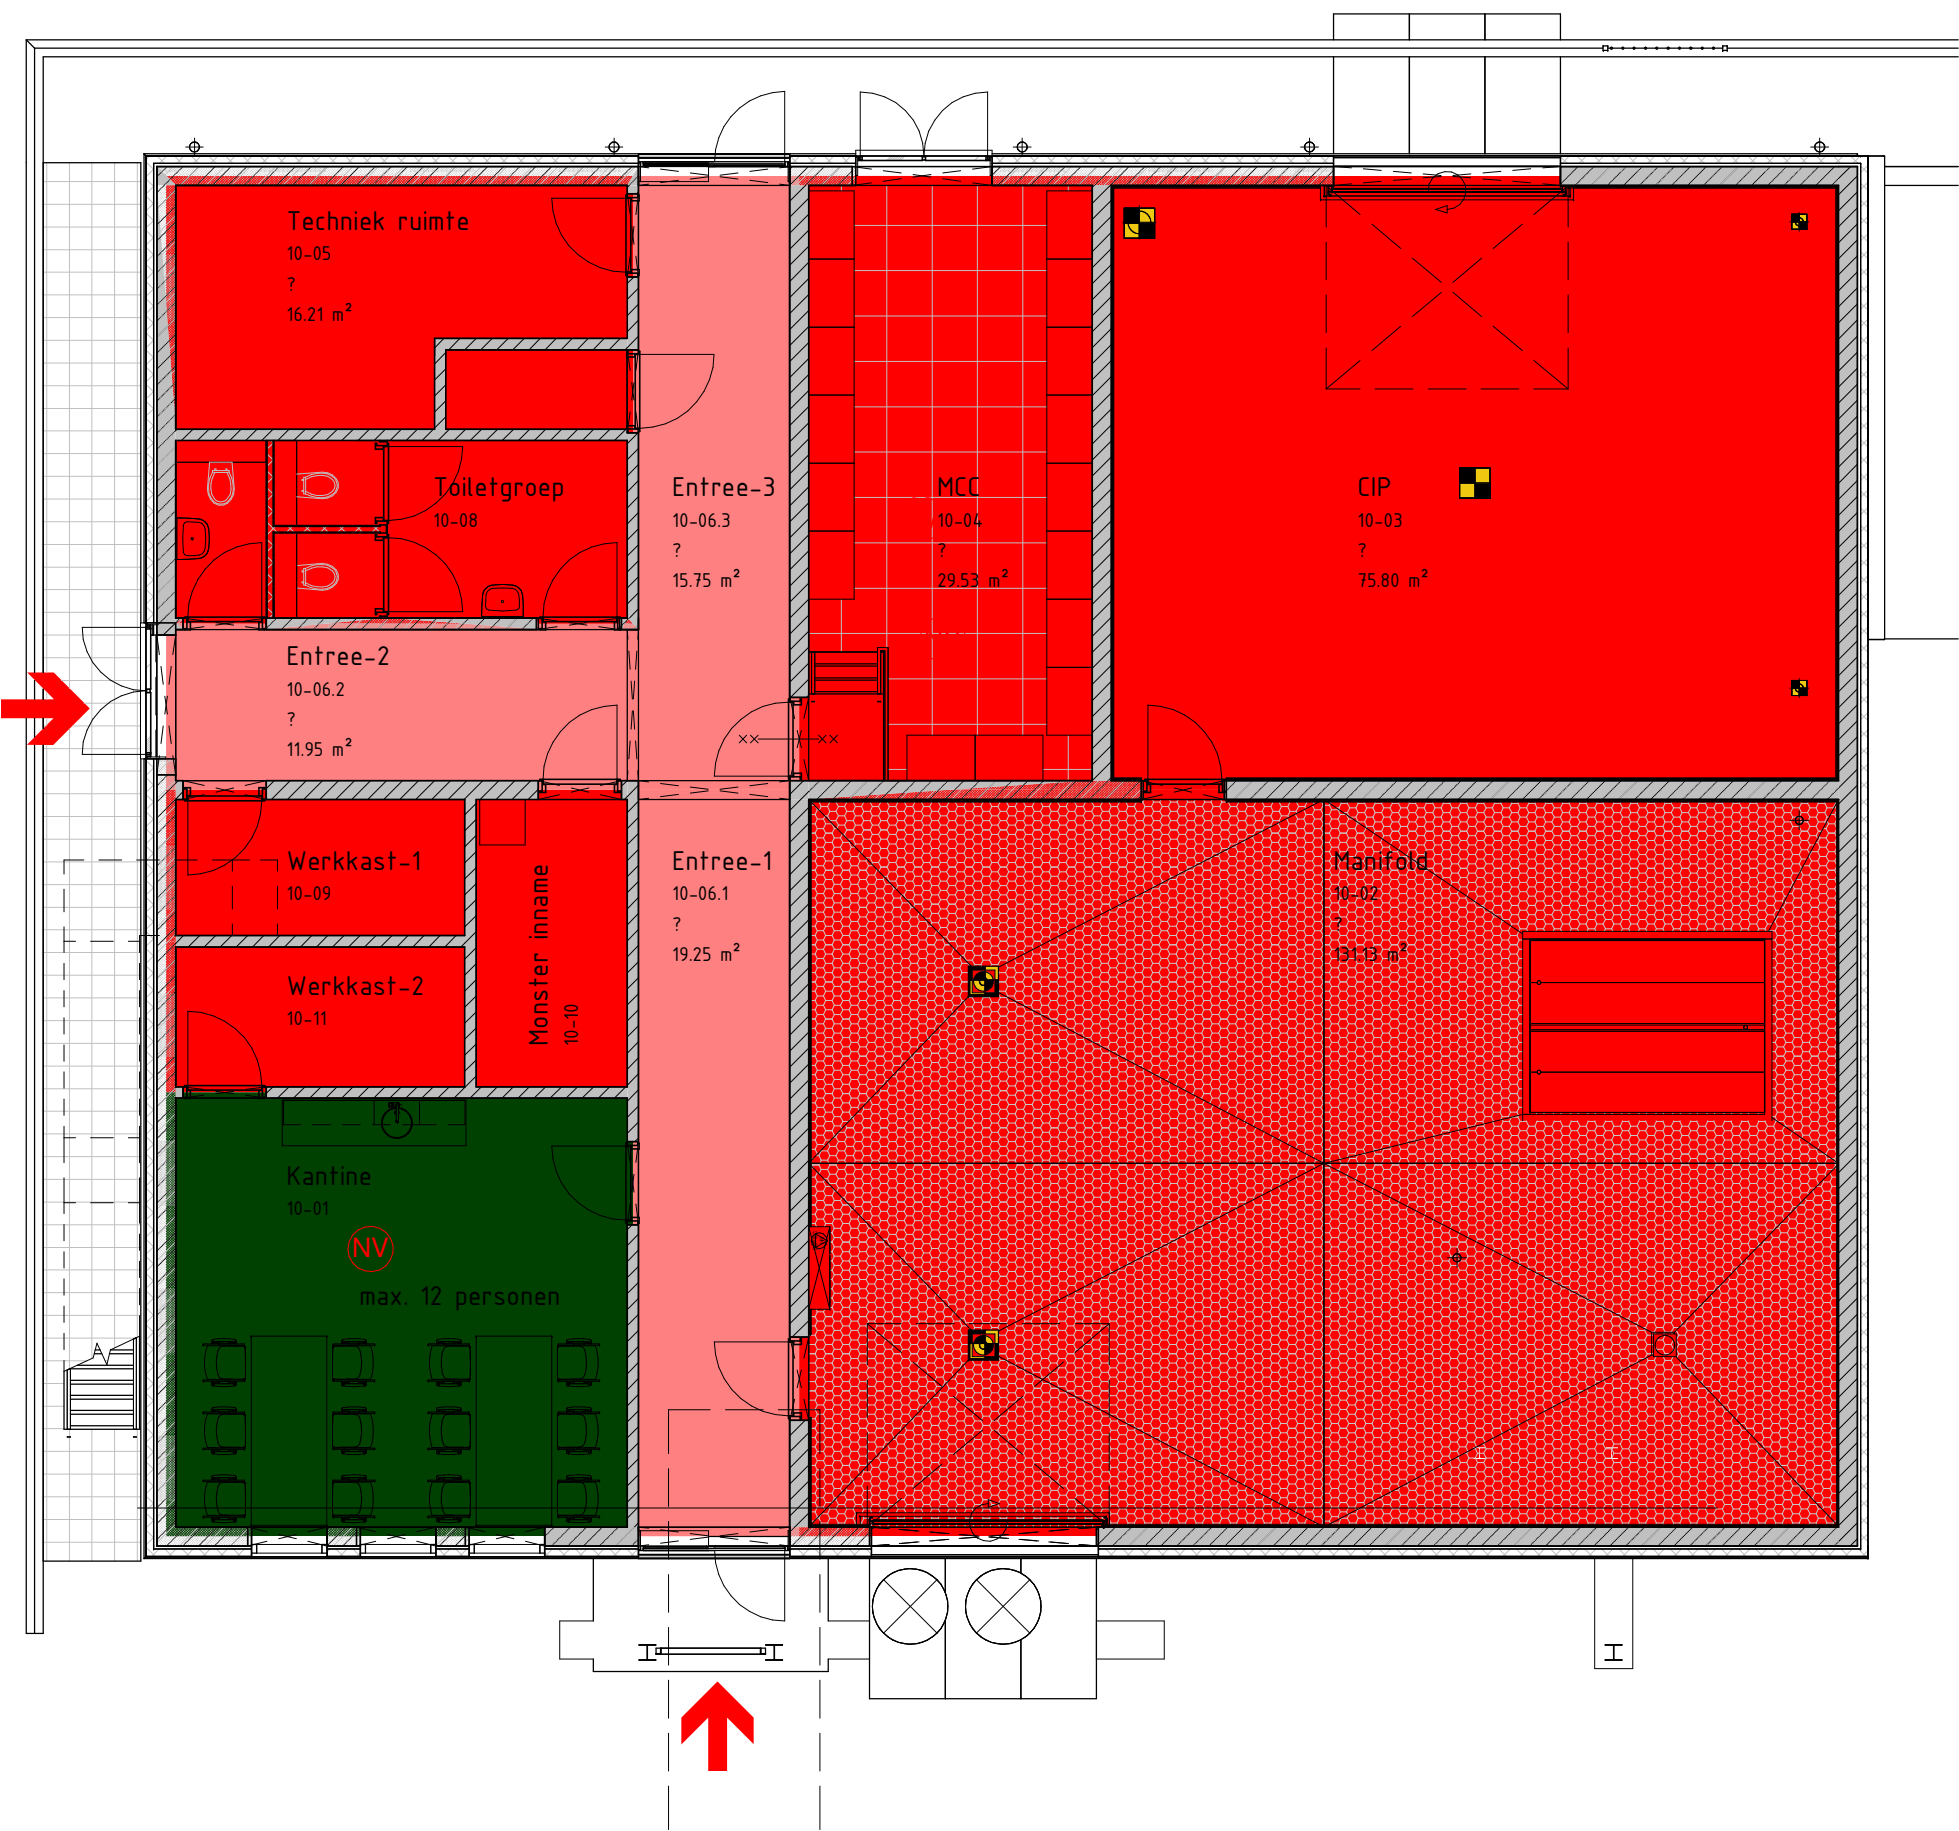 Techniek ruimte
10-05
?
16.21 m²
Toiletgroep
10-08
Entree-3
10-06.3
?
15.75 m²
MCC
10-04
?
29.53 m²
CIP
10-03
?
75.80 m²
Entree-2
10-06.2
?
11.95 m²
Werkkast-1
10-09
Werkkast-2
10-11
Monster inname
10-10
Entree-1
10-06.1
?
19.25 m²
Manifold
10-02
?
131.13 m²
Kantine
10-01
NV
max. 12 personen